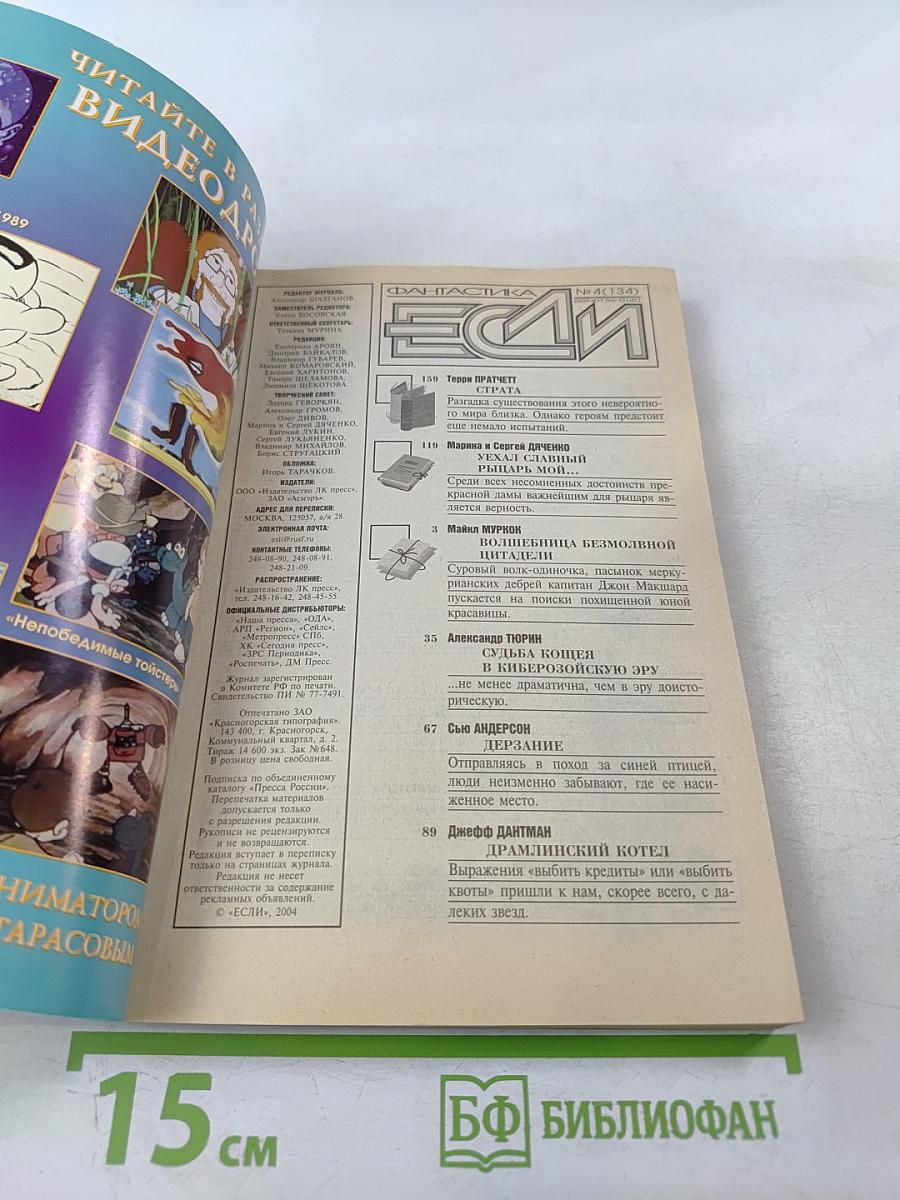 ЧИТАЙТЕ В
ВИДЕО
1989
«Непобедимые тойстеры»
ТАРАСОВЫМ
РЕДАКТОР ЖУРНАЛА:
Александр ШАЛГАНОВ.
ЗАМЕСТИТЕЛЬ РЕДАКТОРА:
Елена БОСОВСКАЯ.
ОТВЕТСТВЕННЫЙ СЕКРЕТАРЬ:
Татьяна МУРИНА.
РЕДАКЦИЯ:
Екатерина АРОЯН,
Дмитрий БАЙКАЛОВ,
Владимир ГУБАРЕВ,
Михаил КОМАРОВСКИЙ,
Евгений ХАРИТОНОВ,
Тамара ШЕЛАМОВА,
Людмила ЩЁКОТОВА.
ТВОРЧЕСКИЙ СОВЕТ:
Эдуард ГЕВОРКЯН,
Александр ГРОМОВ,
Олег ДИВОВ,
Марина и Сергей ДЯЧЕНКО,
Евгений ЛУКИН,
Сергей ЛУКЬЯНЕНКО,
Владимир МИХАЙЛОВ,
Борис СТРУГАЦКИЙ.
ОБЛОЖКА:
Игорь ТАРАЧКОВ.
ИЗДАТЕЛИ:
ООО «Издательство ЛК пресс»,
ЗАО «Асмэръ».
АДРЕС ДЛЯ ПЕРЕПИСКИ:
МОСКВА, 125057, а/я 28.
ЭЛЕКТРОННАЯ ПОЧТА:
esli@rusf.ru
КОНТАКТНЫЕ ТЕЛЕФОНЫ:
248-08-90, 248-08-91,
248-21-09.
РАСПРОСТРАНЕНИЕ:
«Издательство ЛК пресс»,
тел. 248-16-42, 248-45-55.
ОФИЦИАЛЬНЫЕ ДИСТРИБЬЮТОРЫ:
«Наша пресса», «ОДА»,
АРП «Регион», «Сейлс»,
«Метропресс» СПб,
ХК «Сегодня пресс»,
«ЗРС Периодика»,
«Роспечать», ДМ Пресс.
Журнал зарегистрирован
в Комитете РФ по печати.
Свидетельство ПИ № 77-7491.
Отпечатано ЗАО
«Красногорская типография».
143 400, г. Красногорск,
Коммунальный квартал, д. 2.
Тираж 14 600 экз. Зак №648.
В розницу цена свободная.
Подписка по объединенному
каталогу «Пресса России».
Перепечатка материалов
допускается только
с разрешения редакции.
Рукописи не рецензируются
и не возвращаются.
Редакция вступает в переписку
только на страницах журнала.
Редакция не несет
ответственности за содержание
рекламных объявлений.
© «ЕСЛИ», 2004
ФАНТАСТИКА №4(134)
ISSN0136-0140
ЕСЛИ
159 Терри ПРАТЧЕТТ
СТРАТА
Разгадка существования этого невероятно-
го мира близка. Однако героям предстоит
еще немало испытаний.
119 Марина и Сергей ДЯЧЕНКО
УЕХАЛ СЛАВНЫЙ
РЫЦАРЬ МОЙ...
Среди всех несомненных достоинств пре-
красной дамы важнейшим для рыцаря яв-
ляется верность.
3 Майкл МУРКОК
ВОЛШЕБНИЦА БЕЗМОЛВНОЙ
ЦИТАДЕЛИ
Суровый волк-одиночка, пасынок мерку-
рианских дебрей капитан Джон Макшард
пускается на поиски похищенной юной
красавицы.
35 Александр ТЮРИН
СУДЬБА КОЩЕЯ
В КИБЕРОЗОЙСКУЮ ЭРУ
...не менее драматична, чем в эру доисто-
рическую.
67 Сью АНДЕРСОН
ДЕРЗАНИЕ
Отправляясь в поход за синей птицей,
люди неизменно забывают, где ее наси-
женное место.
89 Джефф ДАНТМАН
ДРАМЛИНСКИЙ КОТЕЛ
Выражения «выбить кредиты» или «выбить
квоты» пришли к нам, скорее всего, с да-
леких звезд.
15 см
БФ БИБЛИОФАН